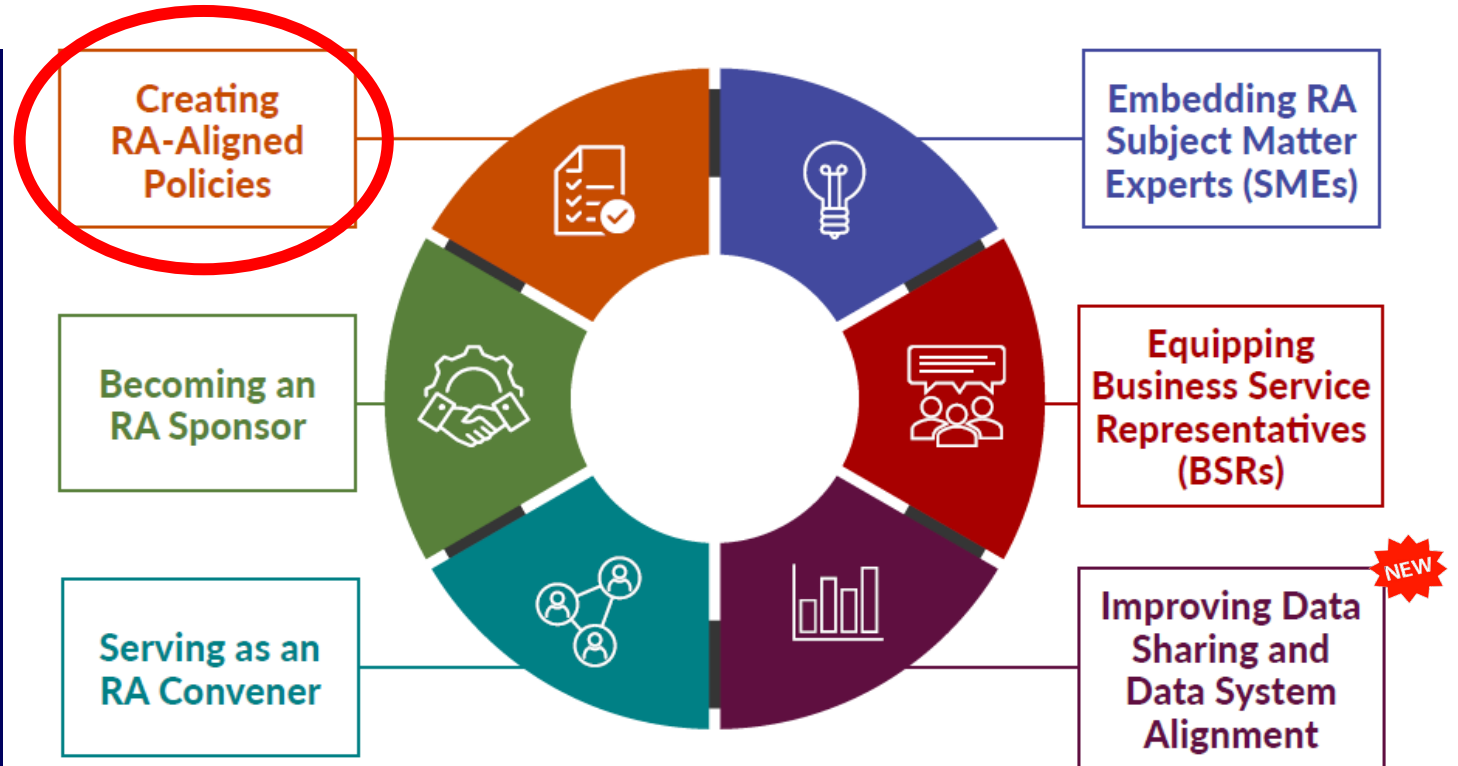 Creating
RA-Aligned
Policies
Embedding RA
Subject Matter
Experts (SMEs)
Becoming an
RA Sponsor
Equipping
Business Service
Representatives
(BSRs)
Serving as an
RA Convener
NEW
Improving Data
Sharing and
Data System
Alignment